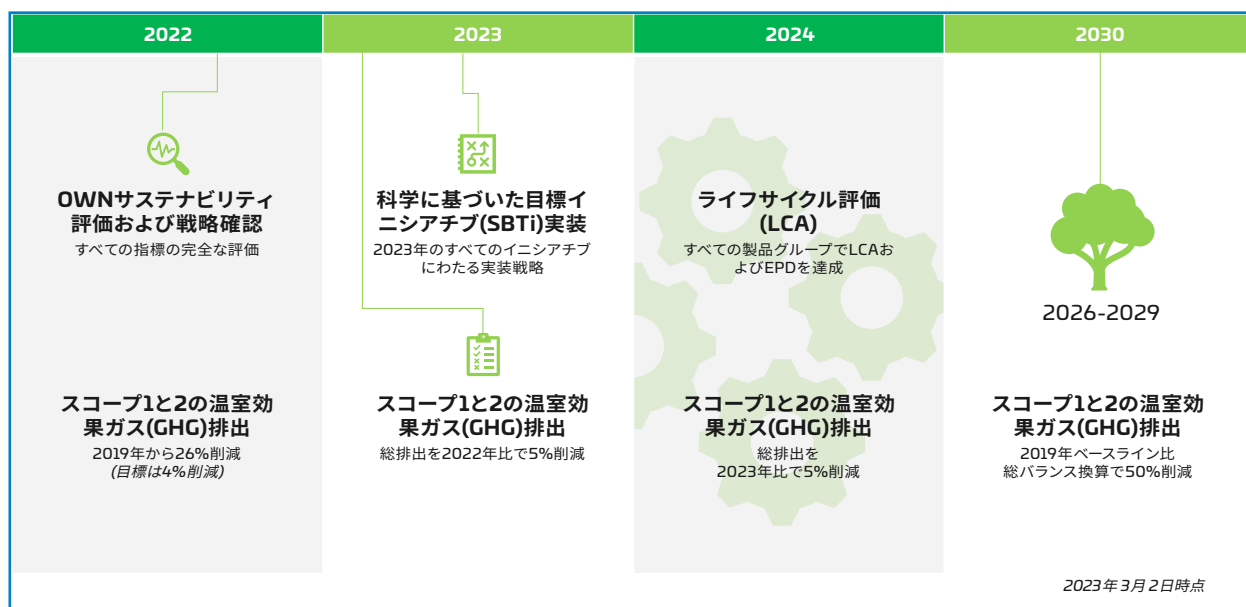 2022
OWNサステナビリティ
評価および戦略確認
すべての指標の完全な評価
スコープ1と2の温室効
果ガス(GHG)排出
2019年から26%削減
(目標は4%削減)
2023
科学に基づいた目標イ
ニシアチブ(SBTi)実装
2023年のすべてのイニシアチブ
にわたる実装戦略
スコープ1と2の温室効
果ガス(GHG)排出
総排出を2022年比で5%削減
2024
ライフサイクル評価
(LCA)
すべての製品グループでLCAお
よびEPDを達成
スコープ1と2の温室効
果ガス(GHG)排出
総排出を
2023年比で5%削減
2030
2026-2029
スコープ1と2の温室効
果ガス(GHG)排出
2019年ベースライン比
総バランス換算で50%削減
2023年3月2日時点